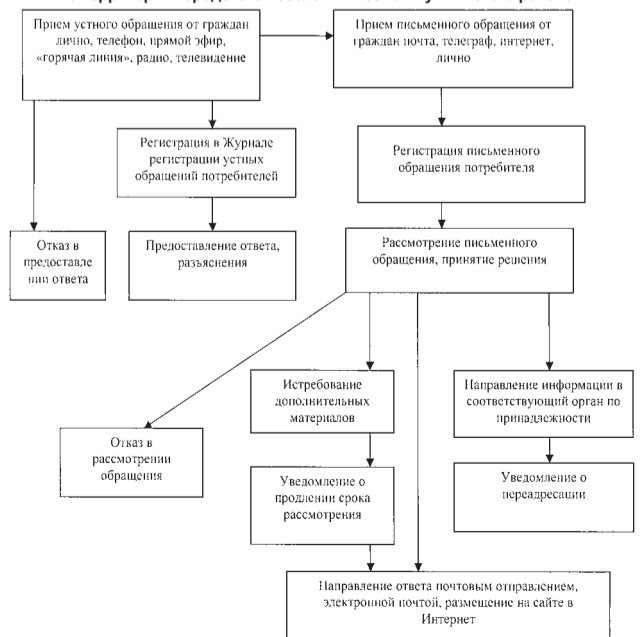 Прием устного обращения от граждан
лично, телефон, прямой эфир,
«горячая линия», радио, телевидение
Прием письменного обращения от
граждан почта, телеграф, интернет,
лично
Регистрация в Журнале
регистрации устных
обращений потребителей
Регистрация письменного
обращения потребителя
Отказ в
предоставле
нии ответа
Предоставление ответа,
разъяснения
Рассмотрение письменного
обращения, принятие решения
Истребование
дополнительных
материалов
Направление информации в
соответствующий орган по
принадлежности
Отказ в
рассмотрении
обращения
Уведомление о
продлении срока
рассмотрения
Уведомление о
переадресации
Направление ответа почтовым отправлением,
электронной почтой, размещение на сайте в
Интернет